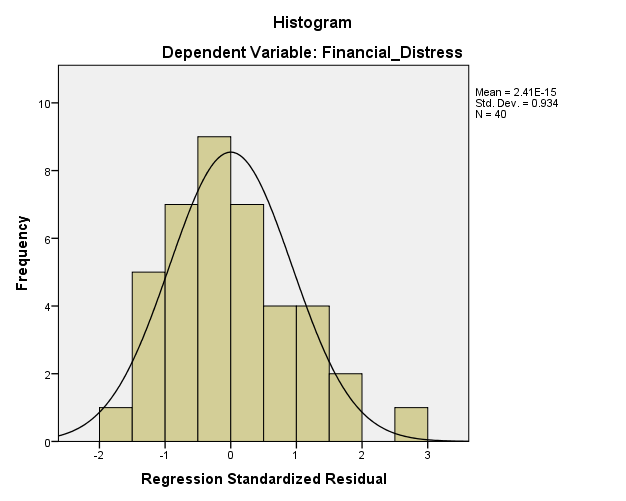 Histogram
Dependent Variable: Financial_Distress
Mean = 2.41E-15
Std. Dev. = 0.934
N = 40
10
8
6
4
2
0
Frequency
-2
-1
0
1
2
3
Regression Standardized Residual